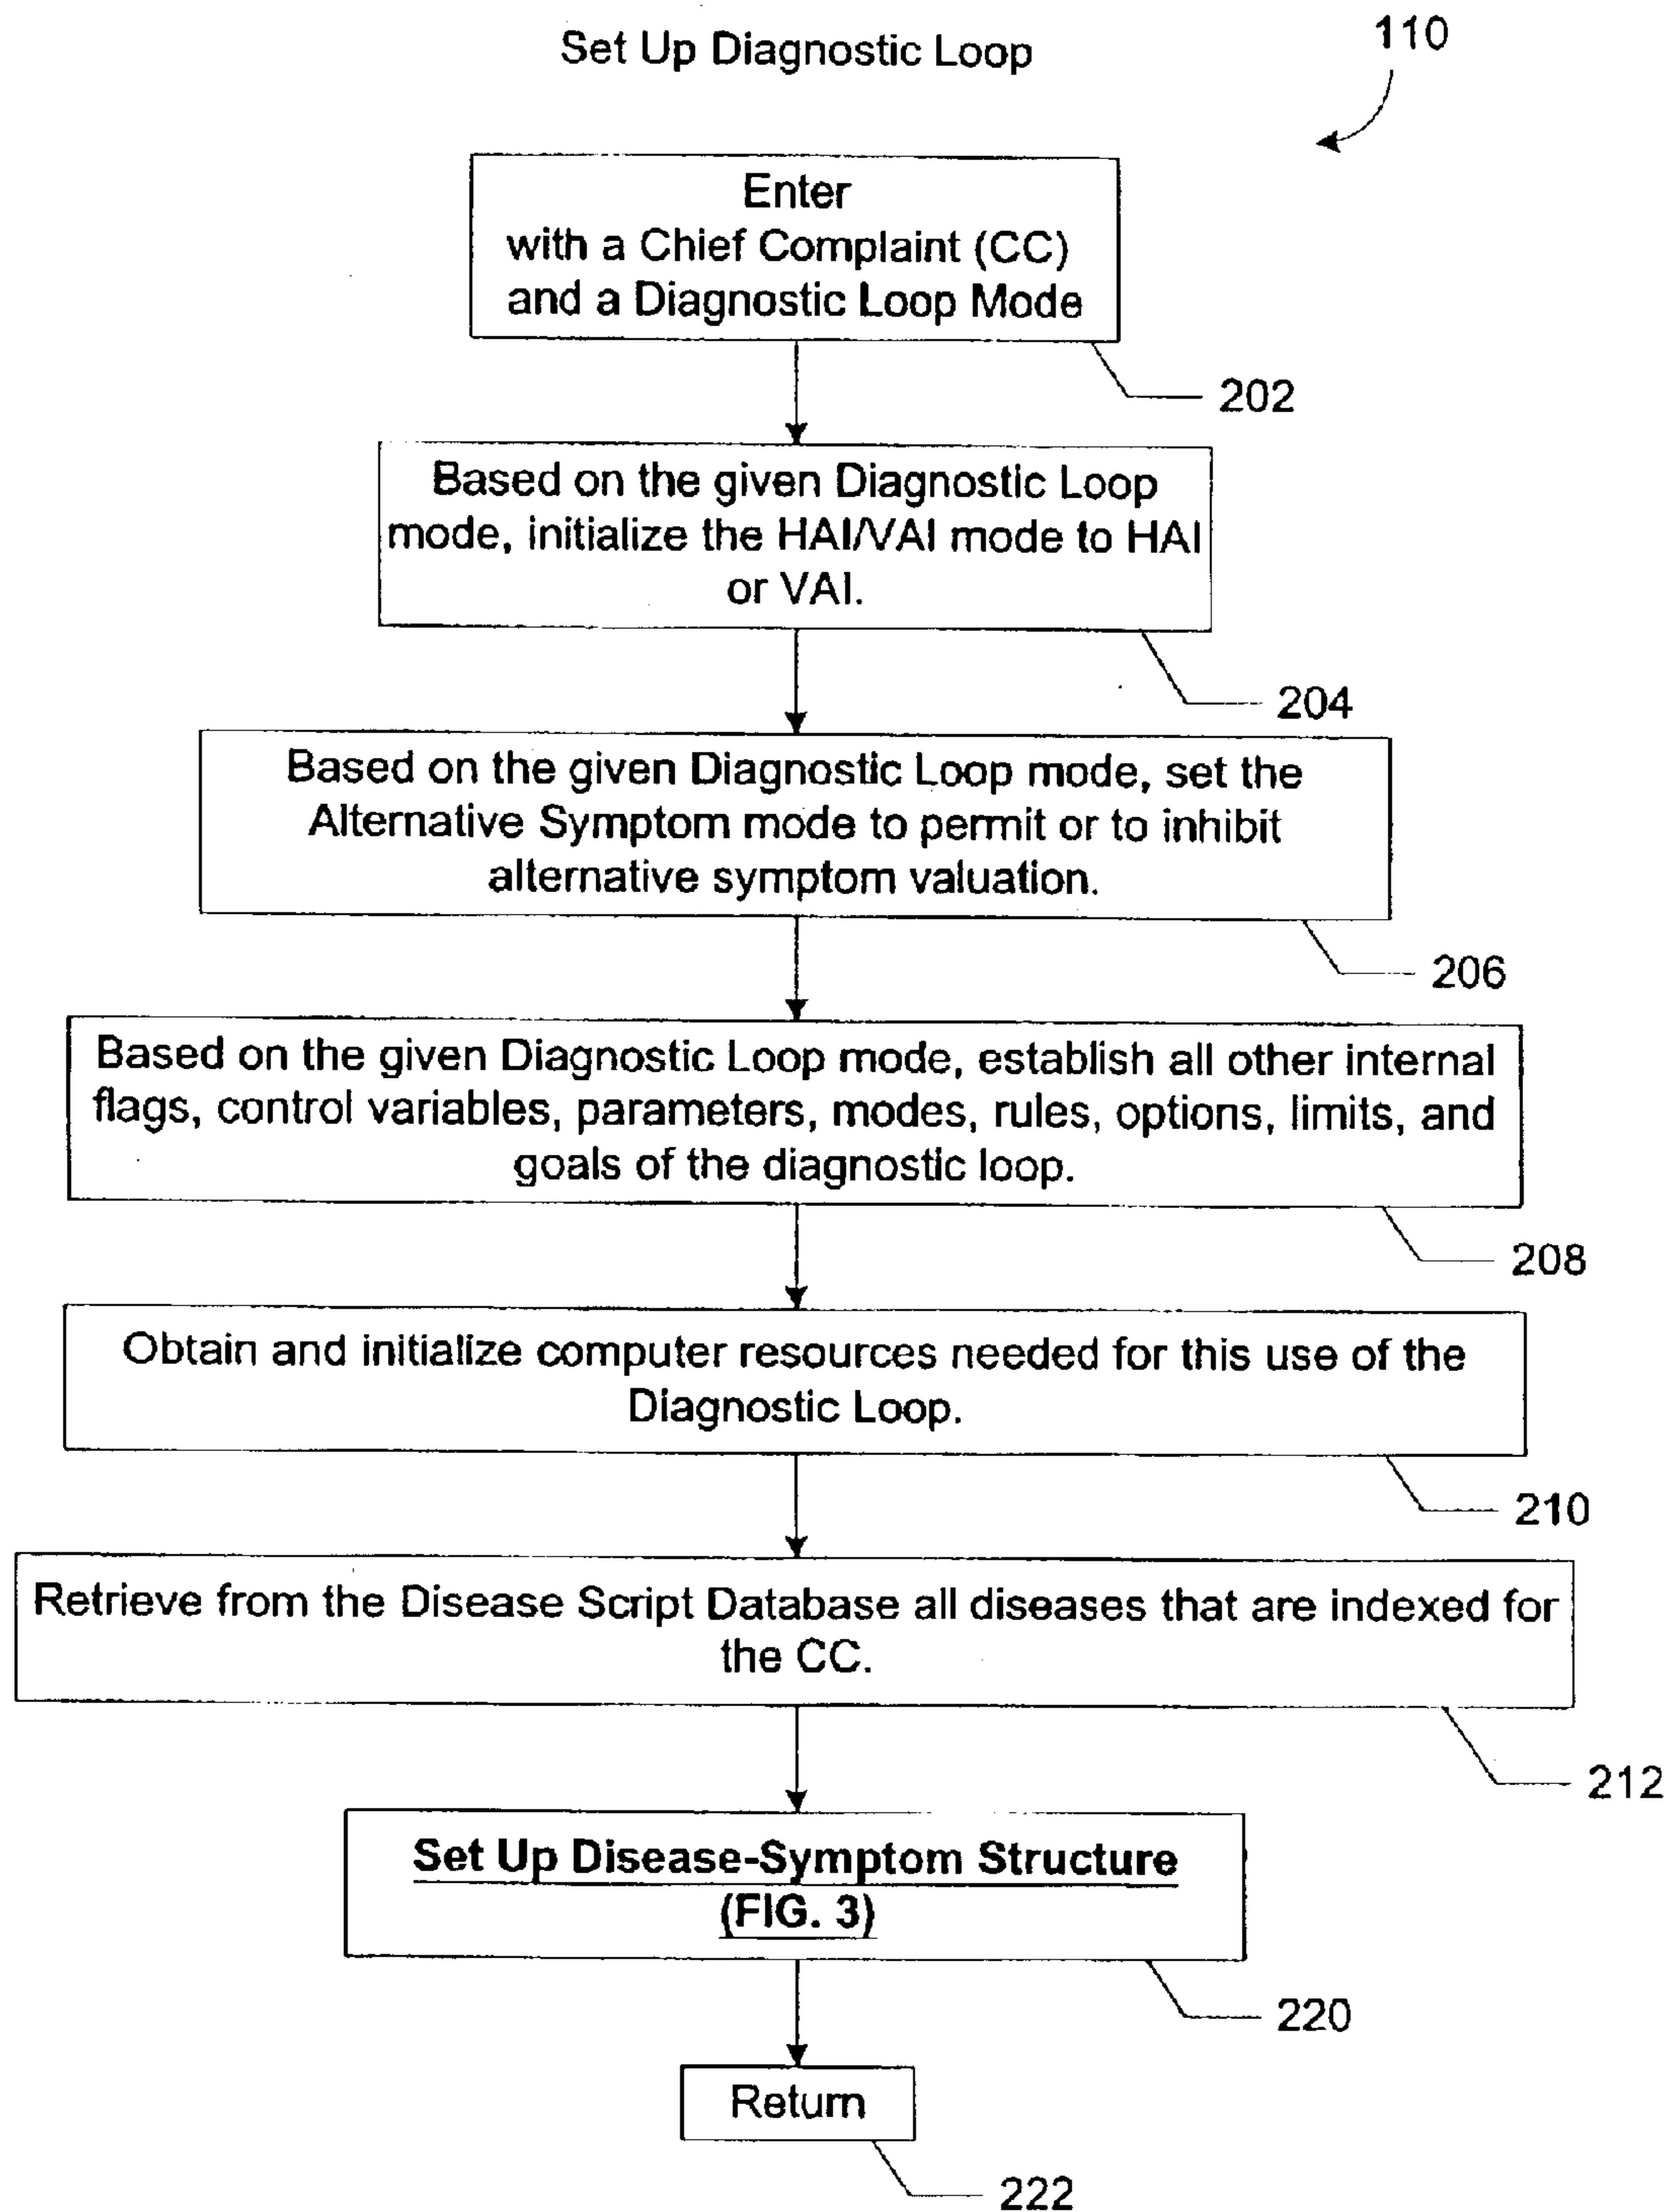 Set Up Diagnostic Loop
110
Enter
with a Chief Complaint (CC)
and a Diagnostic Loop Mode
202
Based on the given Diagnostic Loop
mode, initialize the HAI/VAI mode to HAI
or VAI.
204
Based on the given Diagnostic Loop mode, set the
Alternative Symptom mode to permit or to inhibit
alternative symptom valuation.
206
Based on the given Diagnostic Loop mode, establish all other internal
flags, control variables, parameters, modes, rules, options, limits, and
goals of the diagnostic loop.
208
Obtain and initialize computer resources needed for this use of the
Diagnostic Loop.
210
Retrieve from the Disease Script Database all diseases that are indexed for
the CC.
212
Set Up Disease-Symptom Structure
(FIG. 3)
220
Return
222